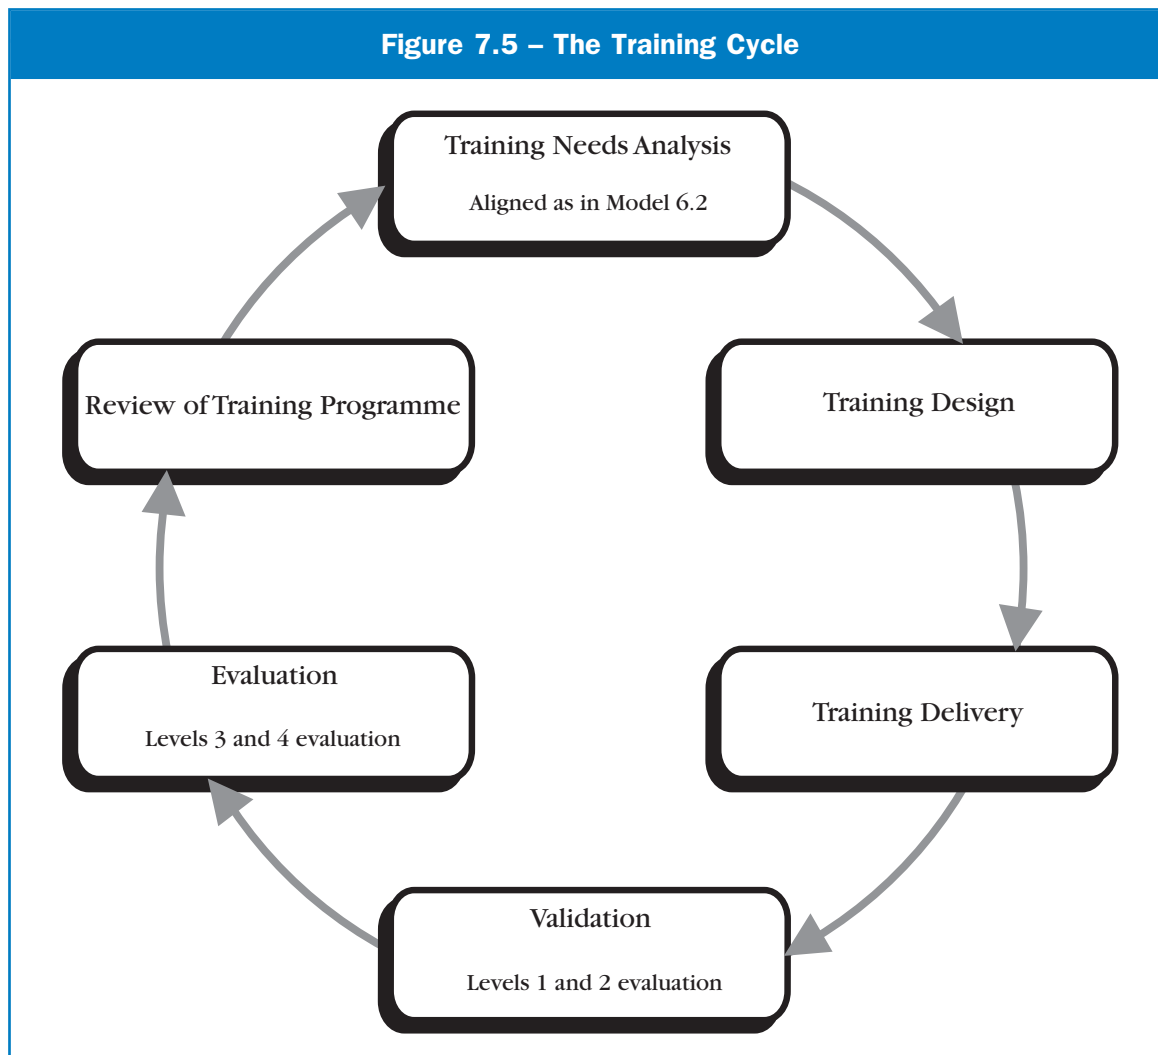 Figure 7.5 – The Training Cycle
Training Needs Analysis
Aligned as in Model 6.2
Training Design
Training Delivery
Validation
Levels 1 and 2 evaluation
Evaluation
Levels 3 and 4 evaluation
Review of Training Programme